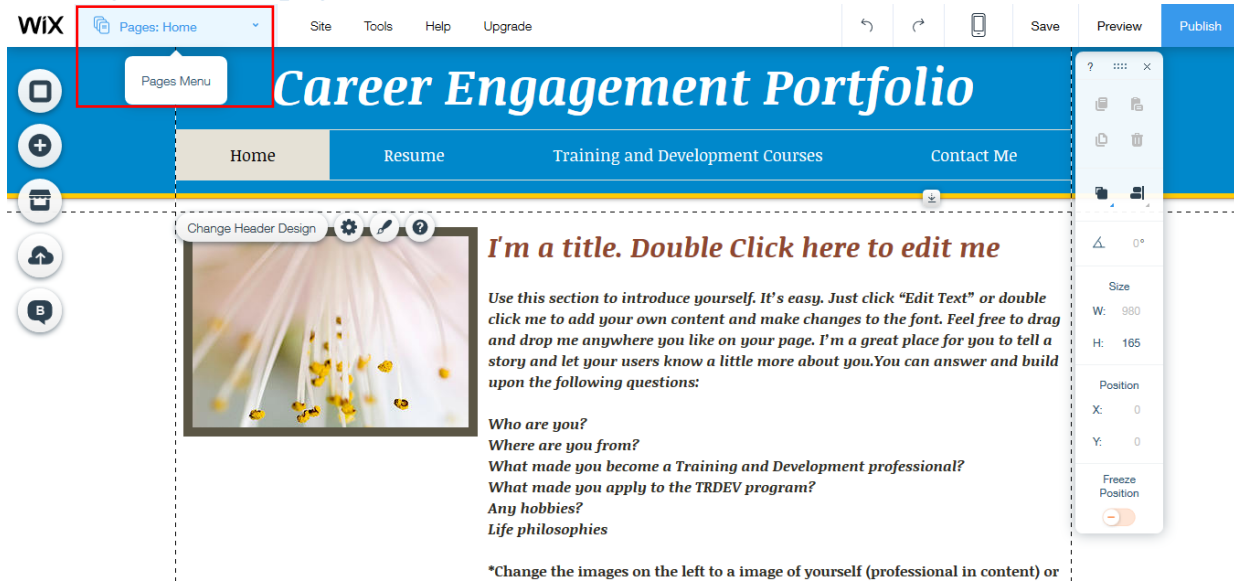 WiX Pages: Home Site Tools Help Upgrade Save Preview Publish
Pages Menu
Career Engagement Portfolio
Home Resume Training and Development Courses Contact Me
Change Header Design ?
I'm a title. Double Click here to edit me
Use this section to introduce yourself. It's easy. Just click “Edit Text” or double
click me to add your own content and make changes to the font. Feel free to drag
and drop me anywhere you like on your page. I'm a great place for you to tell a
story and let your users know a little more about you.You can answer and build
upon the following questions:
Who are you?
Where are you from?
What made you become a Training and Development professional?
What made you apply to the TRDEV program?
Any hobbies?
Life philosophies
*Change the images on the left to a image of yourself (professional in content) or
B
? ×
0°
Size
W: 980
H: 165
Position
X: 0
Y: 0
Freeze
Position